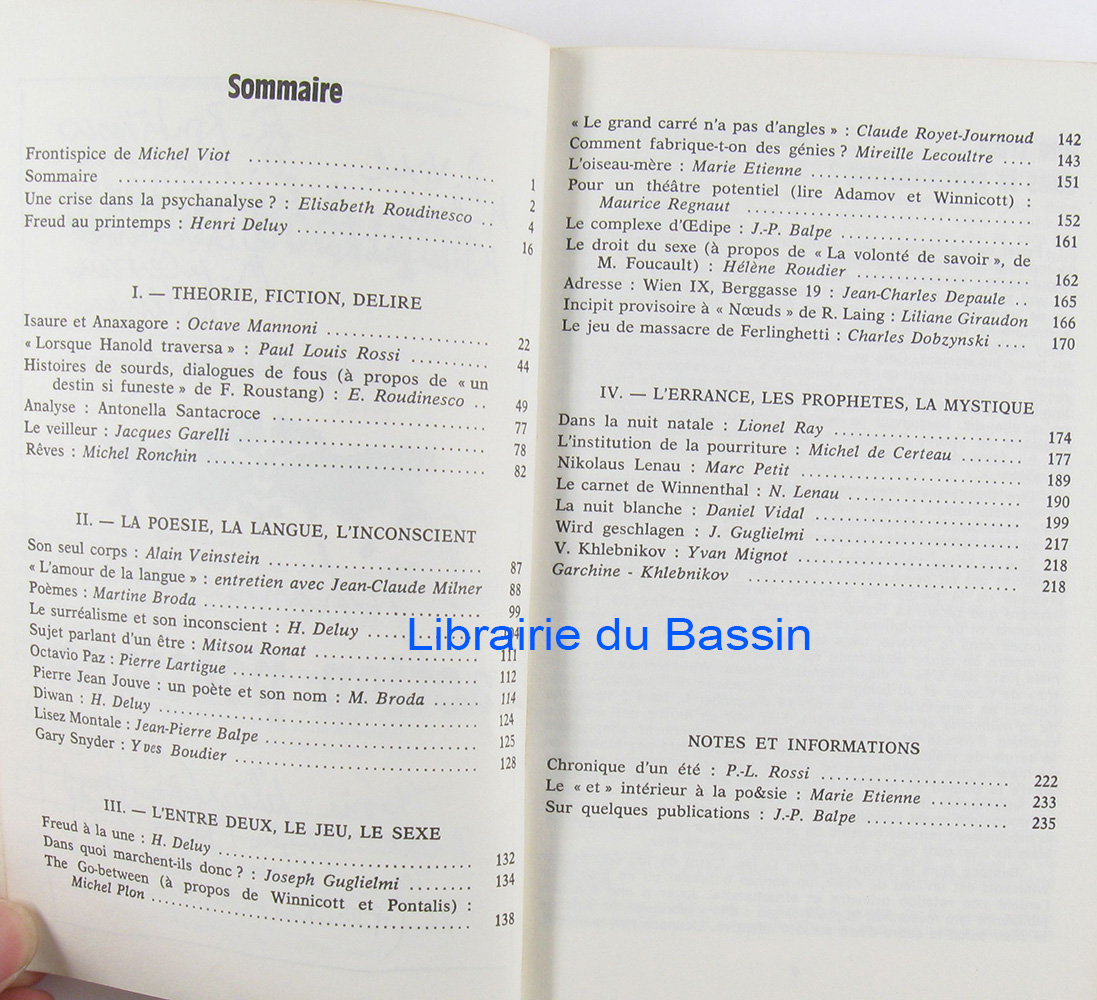 Sommaire
Frontispice de Michel Viot .......... 1
Sommaire .......... 2
Une crise dans la psychanalyse ? : Elisabeth Roudinesco .. 4
Freud au printemps : Henri Deluy .......... 16
I. — THEORIE, FICTION, DELIRE
Isaure et Anaxagore : Octave Mannoni .......... 22
« Lorsque Hanold traversa » : Paul Louis Rossi .......... 44
Histoires de sourds, dialogues de fous (à propos de « un
destin si funeste » de F. Roustang) : E. Roudinesco .. 49
Analyse : Antonella Santacroce .......... 77
Le veilleur : Jacques Garelli .......... 78
Rêves : Michel Ronchin .......... 82
II. — LA POESIE, LA LANGUE, L'INCONSCIENT
Son seul corps : Alain Veinstein .......... 87
« L'amour de la langue » : entretien avec Jean-Claude Milner 88
Poèmes : Martine Broda .......... 99
Le surréalisme et son inconscient : H. Deluy .......... 104
Sujet parlant d'un être : Mitsou Ronat .......... 111
Octavio Paz : Pierre Lartigue .......... 112
Pierre Jean Jouve : un poète et son nom : M. Broda ...... 114
Diwan : H. Deluy .......... 124
Lisez Montale : Jean-Pierre Balpe .......... 125
Gary Snyder : Yves Boudier .......... 128
III. — L'ENTRE DEUX, LE JEU, LE SEXE
Freud à la une : H. Deluy .......... 132
Dans quoi marchent-ils donc ? : Joseph Guglielmi ........ 134
The Go-between (à propos de Winnicott et Pontalis) :
Michel Plon .......... 138
« Le grand carré n'a pas d'angles » : Claude Royet-Journoud 142
Comment fabrique-t-on des génies ? Mireille Lecoultre .... 143
L'oiseau-mère : Marie Etienne .......... 151
Pour un théâtre potentiel (lire Adamov et Winnicott) :
Maurice Regnaut .......... 152
Le complexe d'Œdipe : J.-P. Balpe .......... 161
Le droit du sexe (à propos de « La volonté de savoir », de
M. Foucault) : Hélène Roudier .......... 162
Adresse : Wien IX, Berggasse 19 : Jean-Charles Depaule .. 165
Incipit provisoire à « Nœuds » de R. Laing : Liliane Giraudon 166
Le jeu de massacre de Ferlinghetti : Charles Dobzynski .... 170
IV. — L'ERRANCE, LES PROPHETES, LA MYSTIQUE
Dans la nuit natale : Lionel Ray .......... 174
L'institution de la pourriture : Michel de Certeau ........ 177
Nikolaus Lenau : Marc Petit .......... 189
Le carnet de Winnenthal : N. Lenau .......... 190
La nuit blanche : Daniel Vidal .......... 199
Wird geschlagen : J. Guglielmi .......... 217
V. Khlebnikov : Yvan Mignot .......... 218
Garchine - Khlebnikov .......... 218
NOTES ET INFORMATIONS
Chronique d'un été : P.-L. Rossi .......... 222
Le « et » intérieur à la po&sie : Marie Etienne .......... 233
Sur quelques publications : J.-P. Balpe .......... 235
Librairie du Bassin